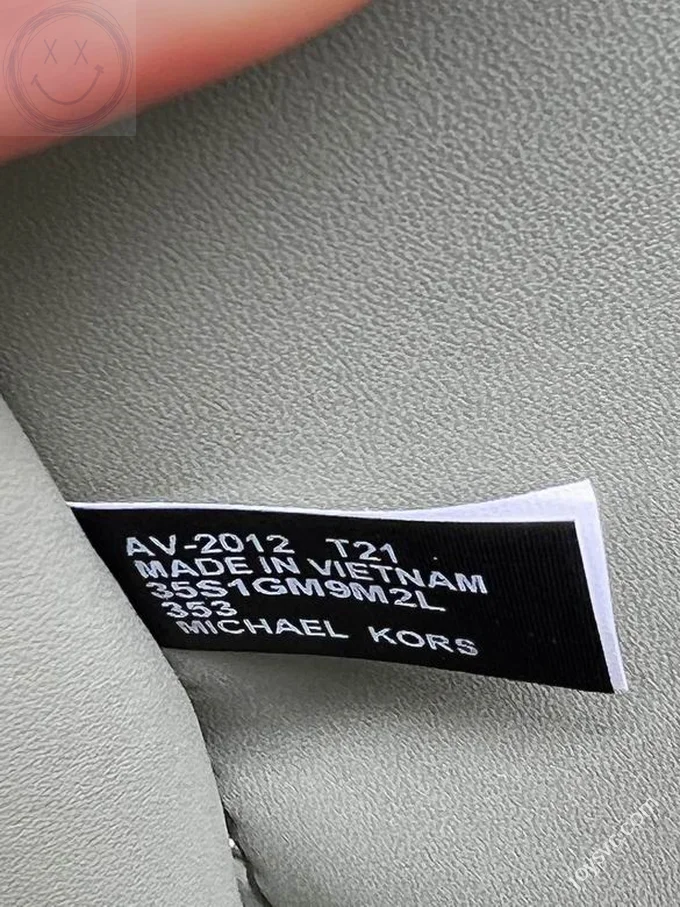 AV-2012 T21
MADE IN VIETNAM
35S1GM9M2L
353
MICHAEL KORS